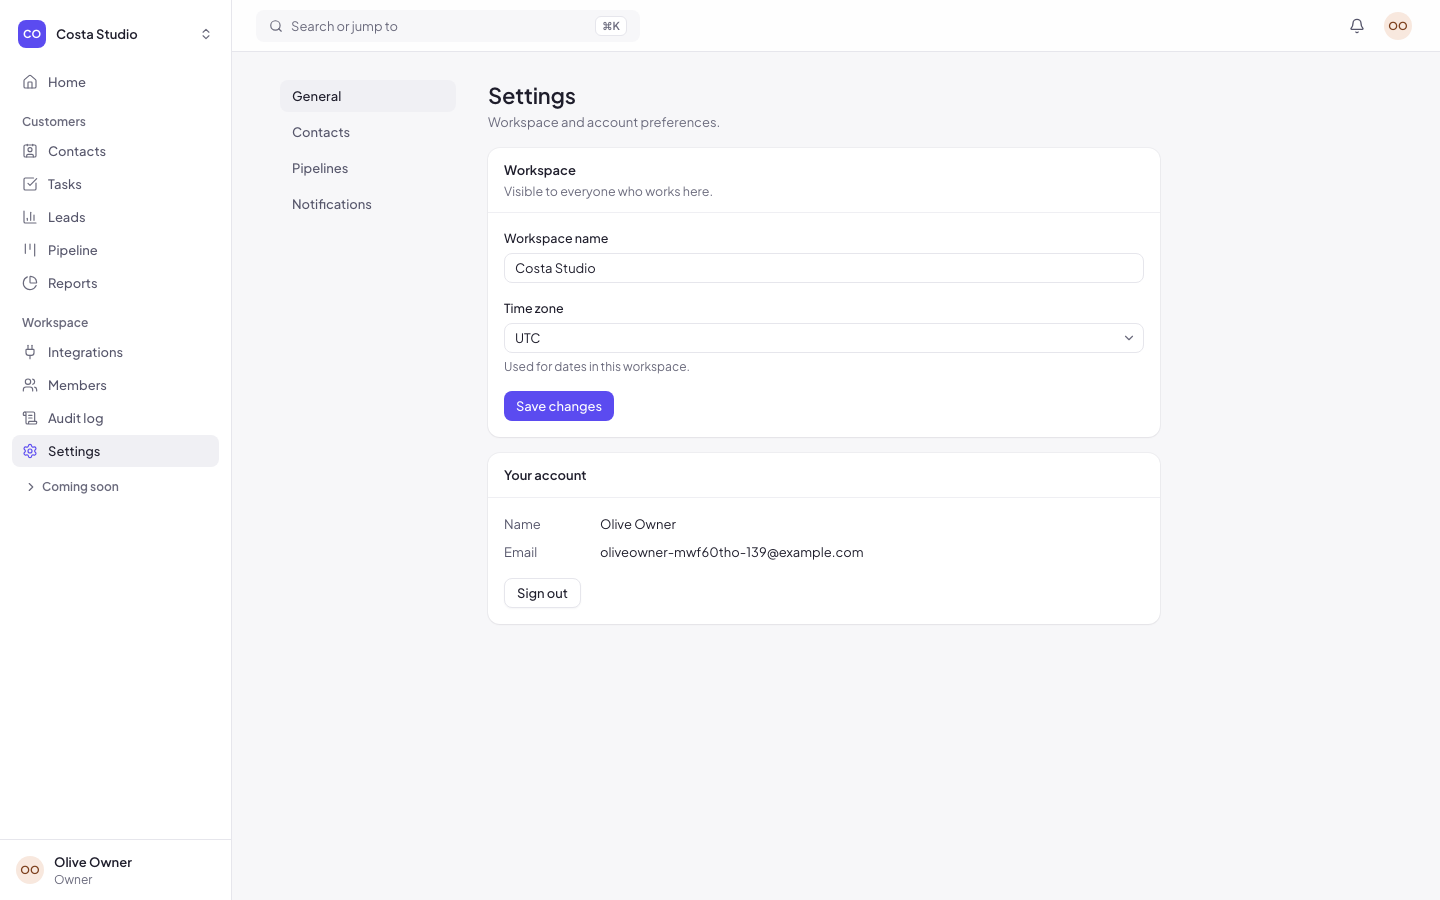 CO Costa Studio
Search or jump to ⌘K
OO
Home
Customers
Contacts
Tasks
Leads
Pipeline
Reports
Workspace
Integrations
Members
Audit log
Settings
Coming soon
OO Olive Owner
Owner
General
Contacts
Pipelines
Notifications
Settings
Workspace and account preferences.
Workspace
Visible to everyone who works here.
Workspace name
Costa Studio
Time zone
UTC
Used for dates in this workspace.
Save changes
Your account
Name Olive Owner
Email oliveowner-mwf60tho-139@example.com
Sign out